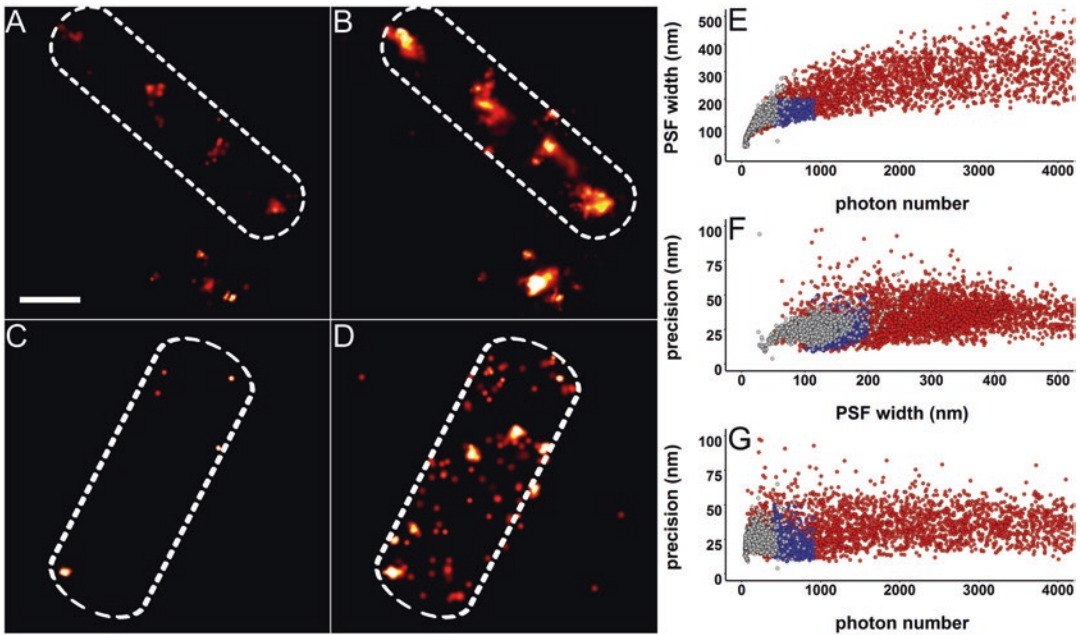 A
B
C
D
E
500
400
300
200
100
0
PSF width (nm)
0 1000 2000 3000 4000
photon number
F
100
75
50
25
0
precision (nm)
0 100 200 300 400 500
PSF width (nm)
G
100
75
50
25
0
precision (nm)
0 1000 2000 3000 4000
photon number